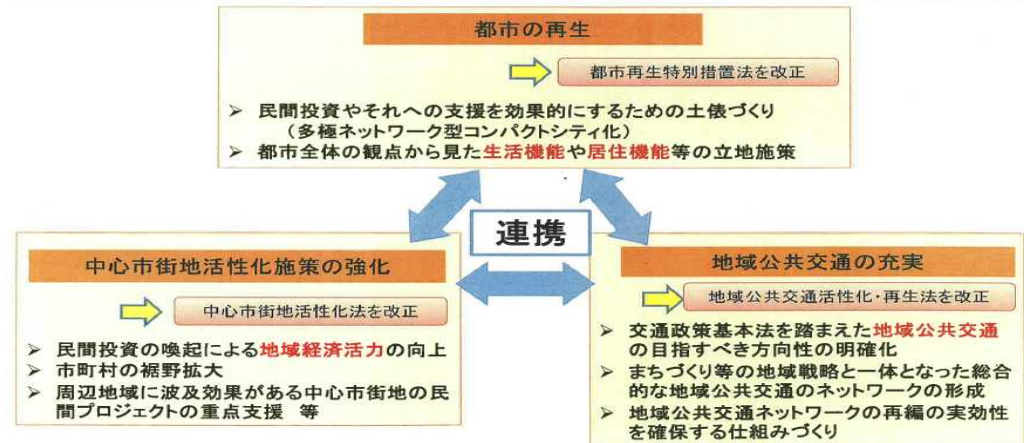 都市の再生
都市再生特別措置法を改正
➢ 民間投資やそれへの支援を効果的にするための土俵づくり
（多極ネットワーク型コンパクトシティ化）
➢ 都市全体の観点から見た生活機能や居住機能等の立地施策
連携
中心市街地活性化施策の強化
中心市街地活性化法を改正
➢ 民間投資の喚起による地域経済活力の向上
➢ 市町村の裾野拡大
➢ 周辺地域に波及効果がある中心市街地の民
間プロジェクトの重点支援 等
地域公共交通の充実
地域公共交通活性化・再生法を改正
➢ 交通政策基本法を踏まえた地域公共交通
の目指すべき方向性の明確化
➢ まちづくり等の地域戦略と一体となった総合
的な地域公共交通のネットワークの形成
➢ 地域公共交通ネットワークの再編の実効性
を確保する仕組みづくり